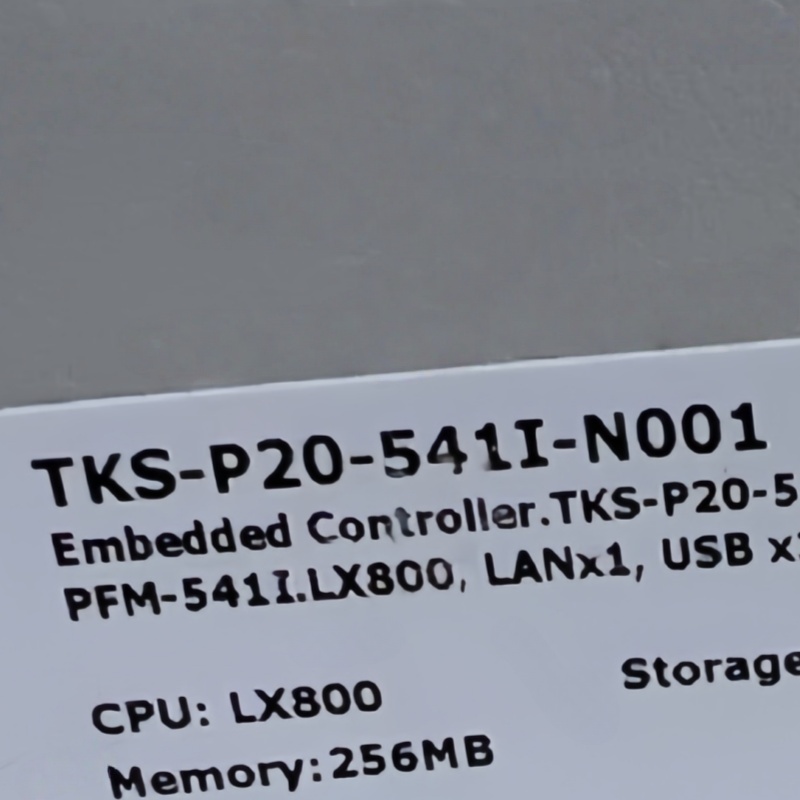 TKS-P20-541I-N001
Embedded Controller.TKS-P20-5
PFM-541I.LX800, LANx1, USB x
CPU: LX800
Storage
Memory:256MB